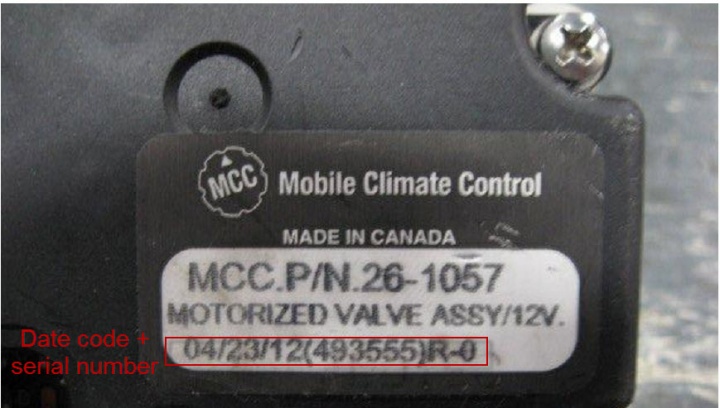 MCC Mobile Climate Control
MADE IN CANADA
MCC.P/N.26-1057
MOTORIZED VALVE ASSY/12V.
Date code +
serial number
04/23/12(493555)R-0